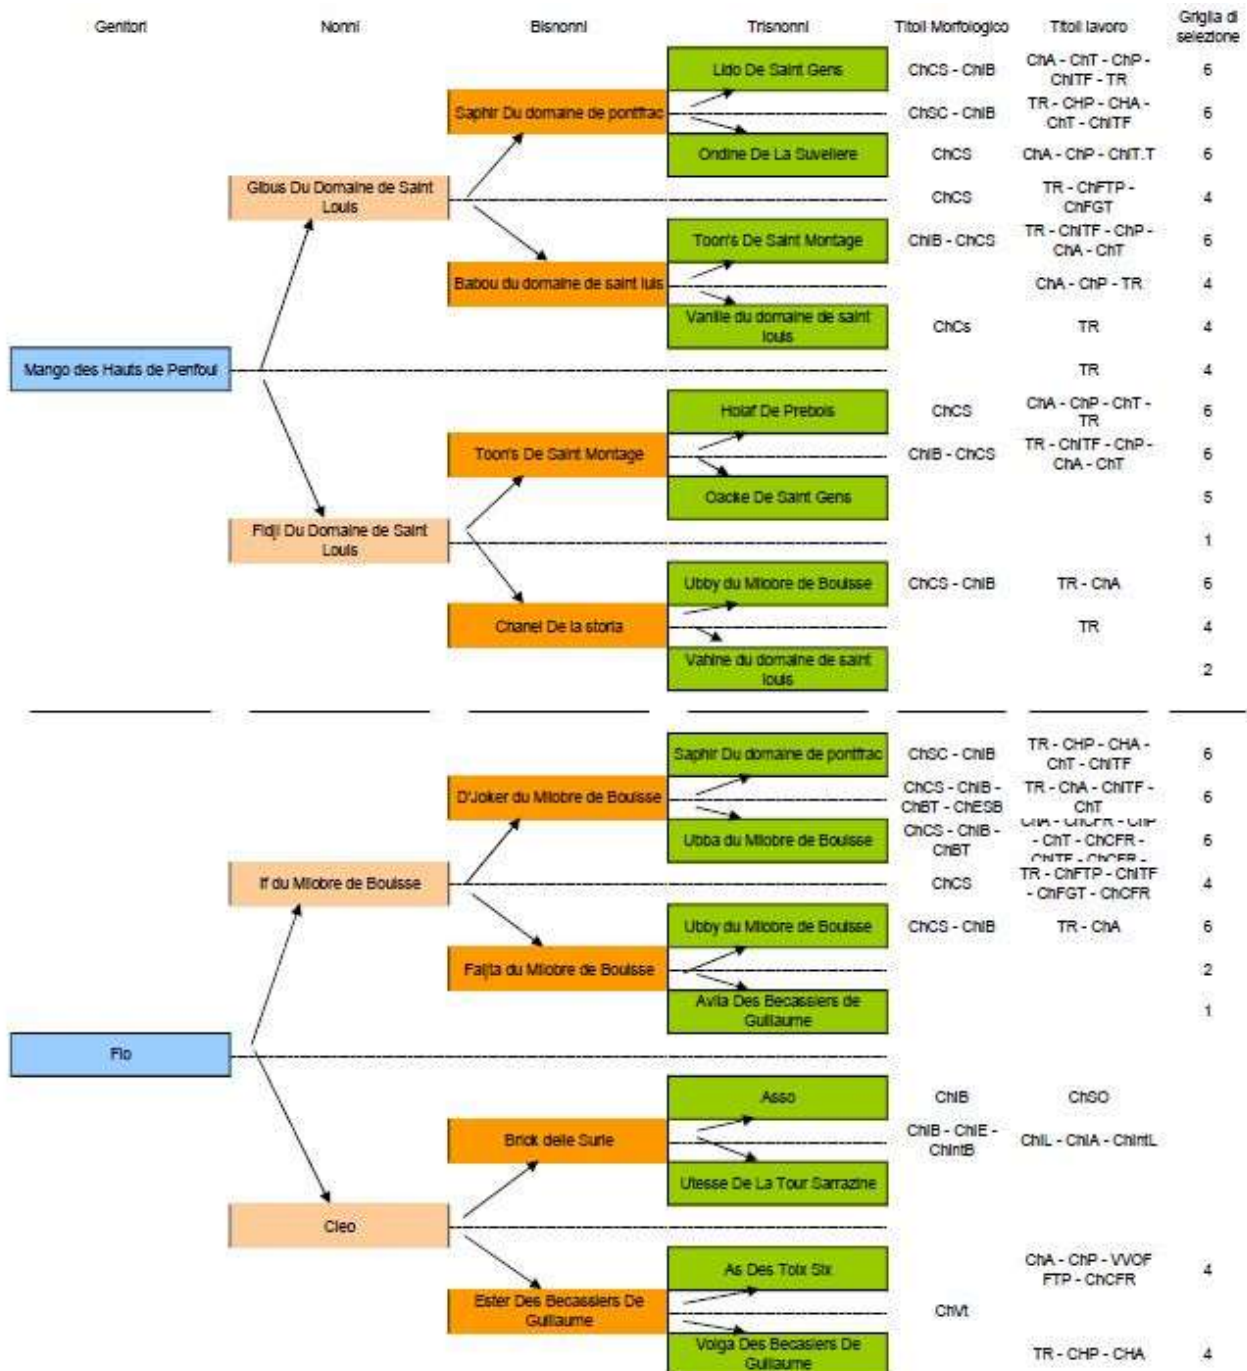 Genitori Nonni Bisnonni Trisnonni Titoli Morfologico Titoli lavoro Griglia di
selezione
Lido De Saint Gens ChCS - ChIB ChA - ChT - ChP -
ChITF - TR 6
Saphir Du domaine de pontffrac ChSC - ChIB TR - CHP - CHA -
ChT - ChITF 6
Ondine De La Suveliere ChCS ChA - ChP - ChIT.T 6
Gibus Du Domaine de Saint
Louis ChCS TR - ChFTP -
ChFGT 4
Toon's De Saint Montage ChIB - ChCS TR - ChITF - ChP -
ChA - ChT 6
Babou du domaine de saint luis ChA - ChP - TR 4
Vanille du domaine de saint
louis ChCs TR 4
Mango des Hauts de Penfoul TR 4
Holaf De Prebois ChCS ChA - ChP - ChT -
TR 6
Toon's De Saint Montage ChIB - ChCS TR - ChITF - ChP -
ChA - ChT 6
Oacke De Saint Gens 5
Fidji Du Domaine de Saint
Louis 1
Ubby du Milobre de Bouisse ChCS - ChIB TR - ChA 6
Chanel De la storia TR 4
Vahine du domaine de saint
louis 2
Saphir Du domaine de pontffrac ChSC - ChIB TR - CHP - CHA -
ChT - ChITF 6
D'Joker du Milobre de Bouisse ChCS - ChIB -
ChBT - ChESB TR - ChA - ChITF -
ChT 6
Ubba du Milobre de Bouisse ChCS - ChIB -
ChBT ChA - ChCFR - ChP
- ChT - ChCFR -
ChITF - ChCFR - 6
If du Milobre de Bouisse ChCS TR - ChFTP - ChITF
- ChFGT - ChCFR 4
Ubby du Milobre de Bouisse ChCS - ChIB TR - ChA 6
Fajita du Milobre de Bouisse 2
Avila Des Becassiers de
Guillaume 1
Flo
Asso ChIB ChSO
Brick delle Surie ChIB - ChIE -
ChIntB ChIL - ChIA - ChIntL
Utesse De La Tour Sarrazine
Cleo
As Des Toix Six ChA - ChP - VVOF
FTP - ChCFR 4
Ester Des Becassiers De
Guillaume ChVt
Volga Des Becasiers De
Guillaume TR - CHP - CHA 4